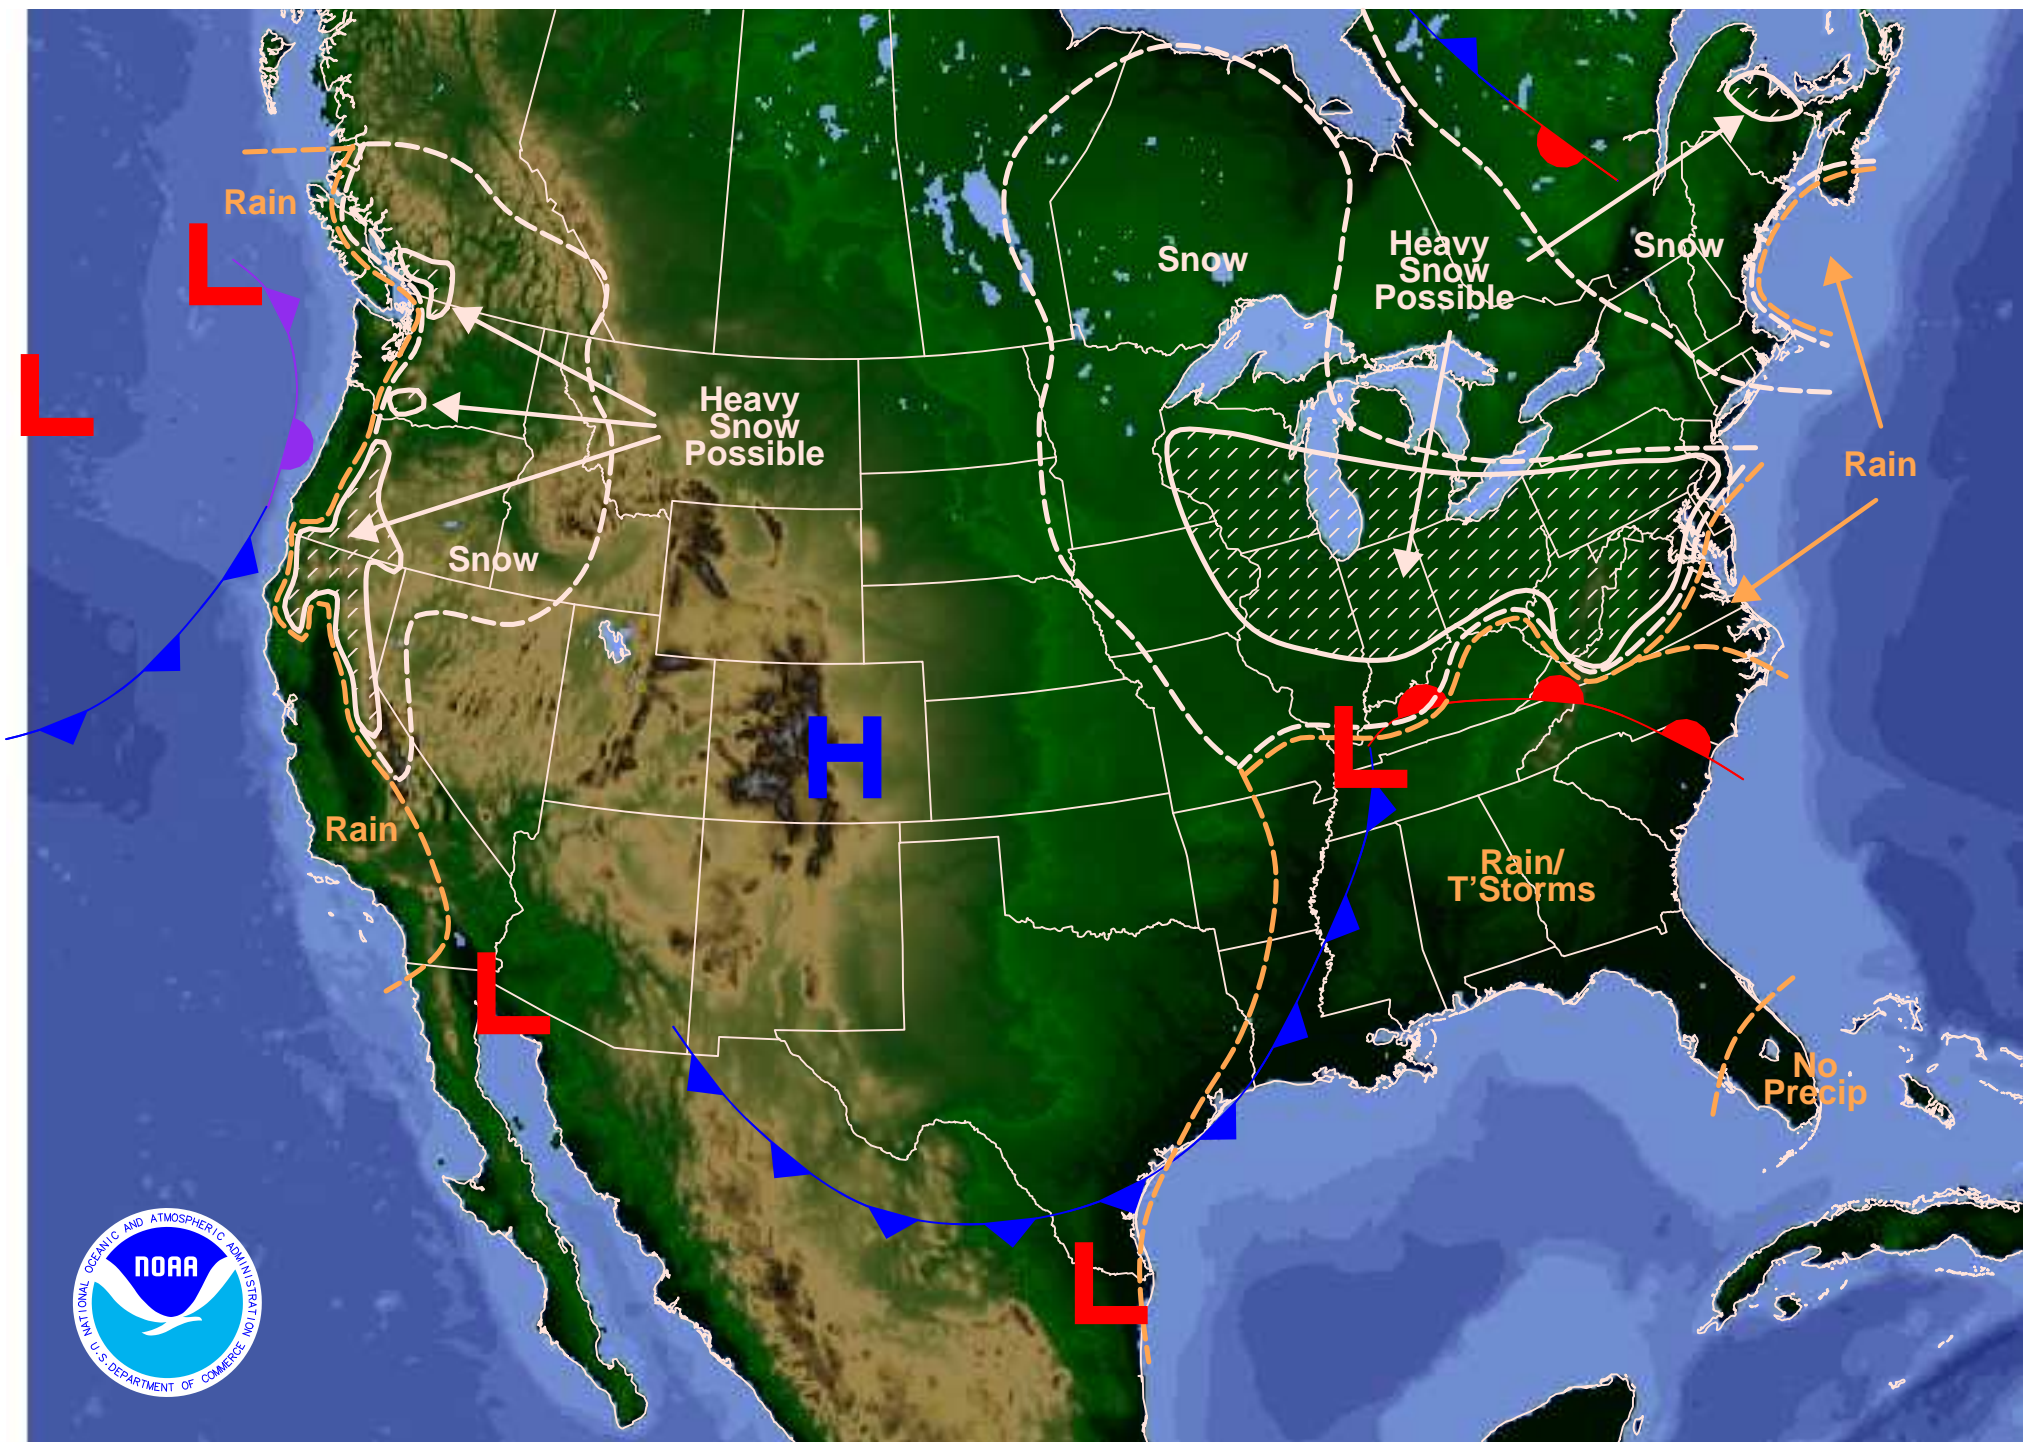 Rain
L
L
Snow
Heavy
Snow
Possible
Snow
Heavy
Snow
Possible
Snow
Rain
H
L
Rain
Rain/
T’Storms
L
No
Precip
L
NATIONAL OCEANIC AND ATMOSPHERIC ADMINISTRATION
NOAA
U.S. DEPARTMENT OF COMMERCE